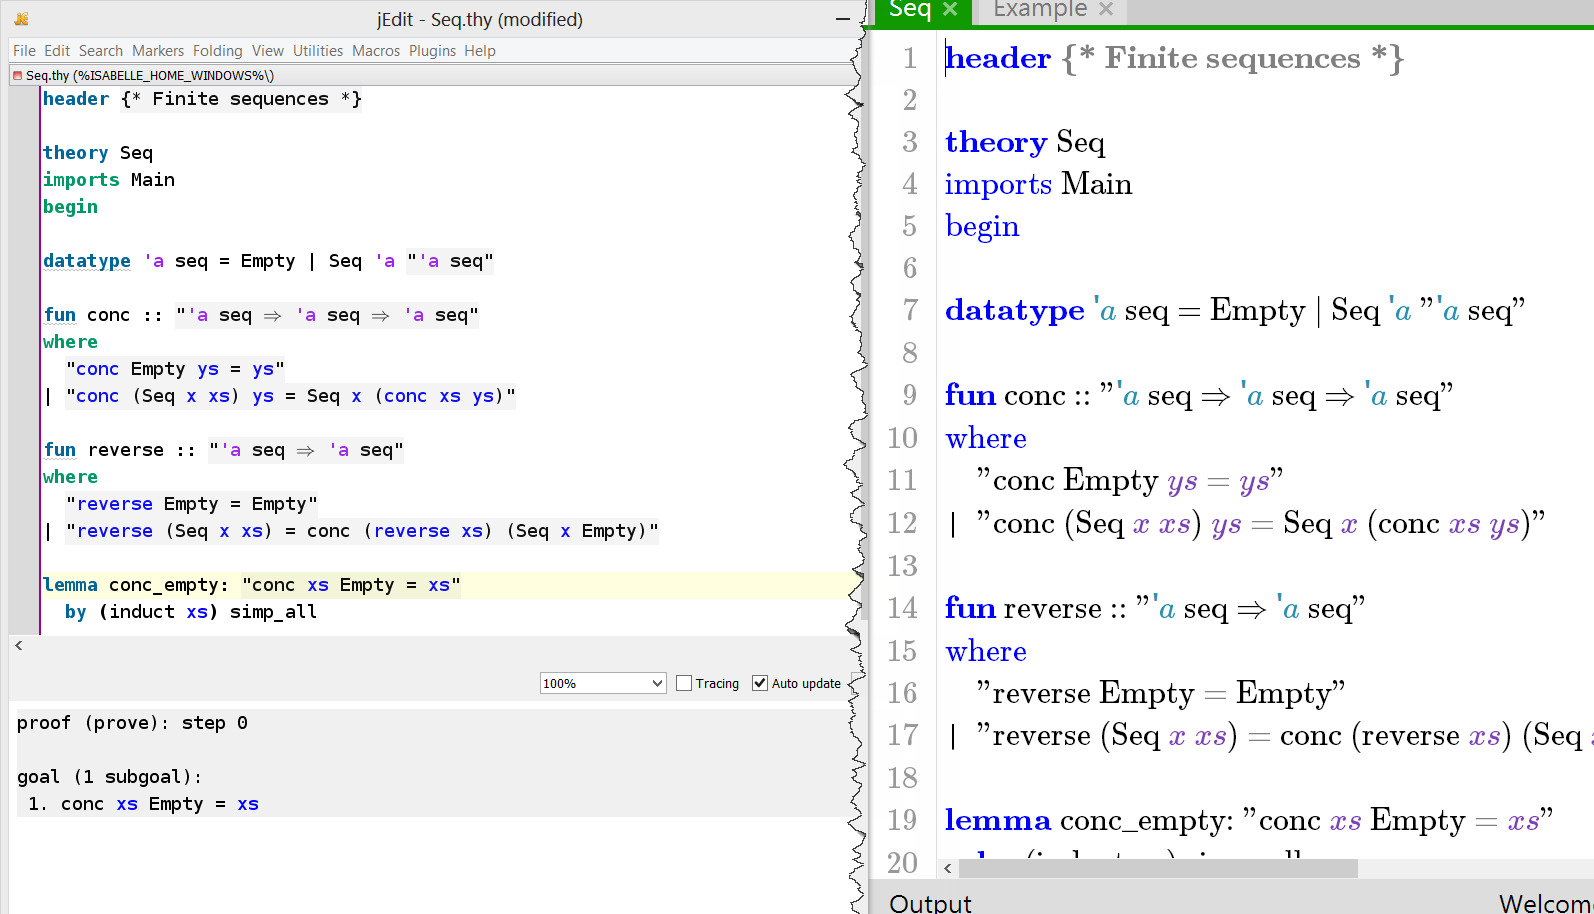 jEdit - Seq.thy (modified)
File Edit Search Markers Folding View Utilities Macros Plugins Help
Seq.thy (%ISABELLE_HOME_WINDOWS%\)
header {* Finite sequences *}
theory Seq
imports Main
begin
datatype 'a seq = Empty | Seq 'a "'a seq"
fun conc :: "'a seq ⇒ 'a seq ⇒ 'a seq"
where
"conc Empty ys = ys"
| "conc (Seq x xs) ys = Seq x (conc xs ys)"
fun reverse :: "'a seq ⇒ 'a seq"
where
"reverse Empty = Empty"
| "reverse (Seq x xs) = conc (reverse xs) (Seq x Empty)"
lemma conc_empty: "conc xs Empty = xs"
by (induct xs) simp_all
100% Tracing Auto update
proof (prove): step 0
goal (1 subgoal):
1. conc xs Empty = xs
Seq Example
1 header {* Finite sequences *}
2
3 theory Seq
4 imports Main
5 begin
6
7 datatype 'a seq = Empty | Seq 'a "'a seq"
8
9 fun conc :: "'a seq ⇒ 'a seq ⇒ 'a seq"
10 where
11 "conc Empty ys = ys"
12 | "conc (Seq x xs) ys = Seq x (conc xs ys)"
13
14 fun reverse :: "'a seq ⇒ 'a seq"
15 where
16 "reverse Empty = Empty"
17 | "reverse (Seq x xs) = conc (reverse xs) (Seq
18
19 lemma conc_empty: "conc xs Empty = xs"
20
Output Welcom